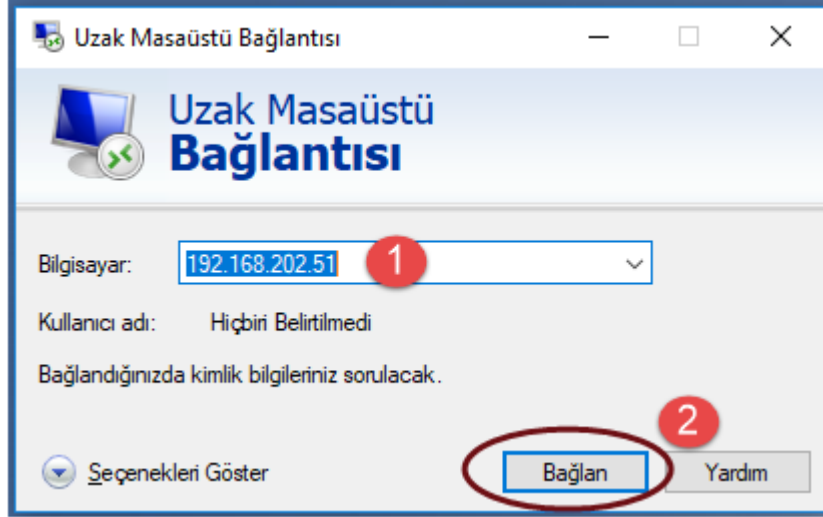 Uzak Masaüstü Bağlantısı
Uzak Masaüstü
Bağlantısı
Bilgisayar: 192.168.202.51 1
Kullanıcı adı: Hiçbiri Belirtilmedi
Bağlandığınızda kimlik bilgileriniz sorulacak.
2
Seçenekleri Göster Bağlan Yardım